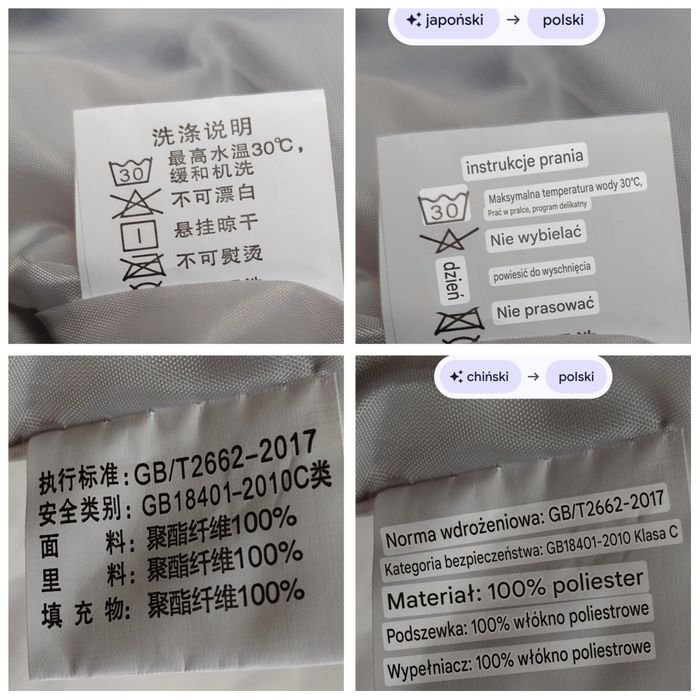 洗涤说明
30
最高水温30℃，
缓和机洗
不可漂白
悬挂晾干
不可熨烫
japoński → polski
instrukcje prania
30
Maksymalna temperatura wody 30°C,
Prać w pralce, program delikatny
Nie wybielać
dzień
powiesić do wyschnięcia
Nie prasować
执行标准：GB/T2662-2017
安全类别：GB18401-2010C类
面 料：聚酯纤维100%
里 料：聚酯纤维100%
填 充 物：聚酯纤维100%
chiński → polski
Norma wdrożeniowa: GB/T2662-2017
Kategoria bezpieczeństwa: GB18401-2010 Klasa C
Materiał: 100% poliester
Podszewka: 100% włókno poliestrowe
Wypełniacz: 100% włókno poliestrowe